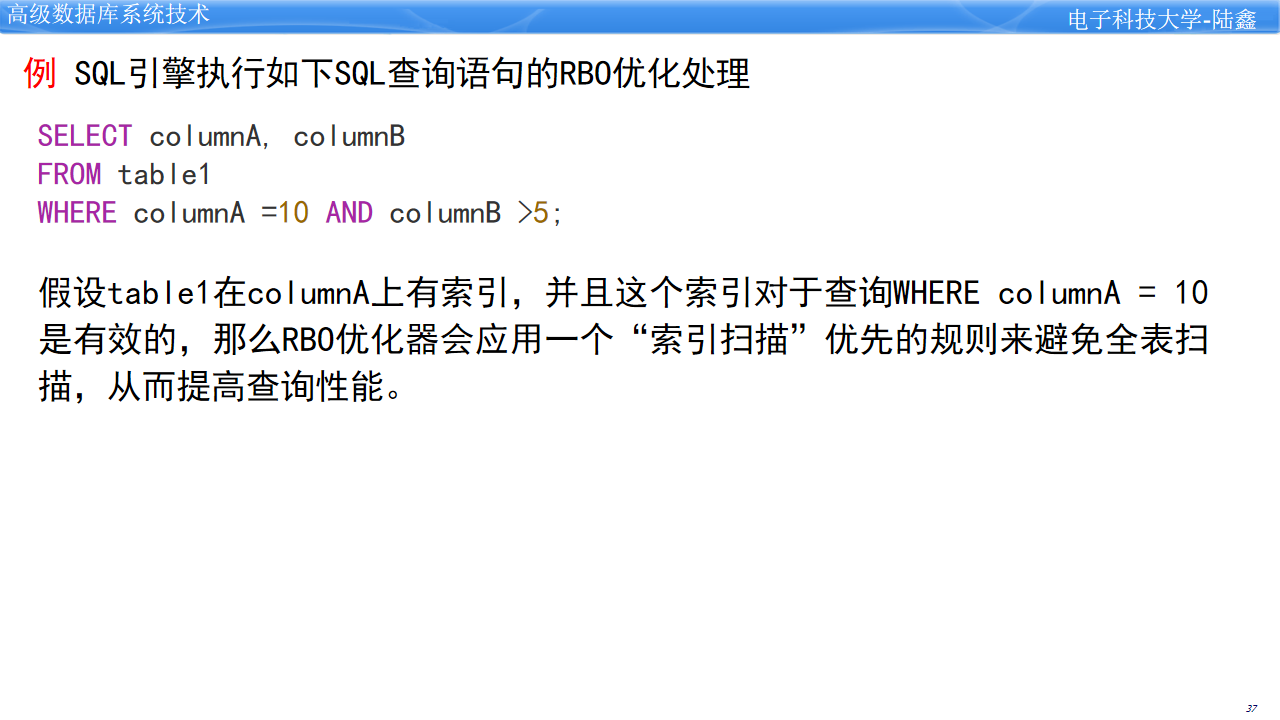 高级数据库系统技术
电子科技大学-陆鑫
例 SQL引擎执行如下SQL查询语句的RBO优化处理
SELECT columnA, columnB
FROM table1
WHERE columnA =10 AND columnB >5;
假设table1在columnA上有索引，并且这个索引对于查询WHERE columnA = 10
是有效的，那么RBO优化器会应用一个“索引扫描”优先的规则来避免全表扫
描，从而提高查询性能。
37